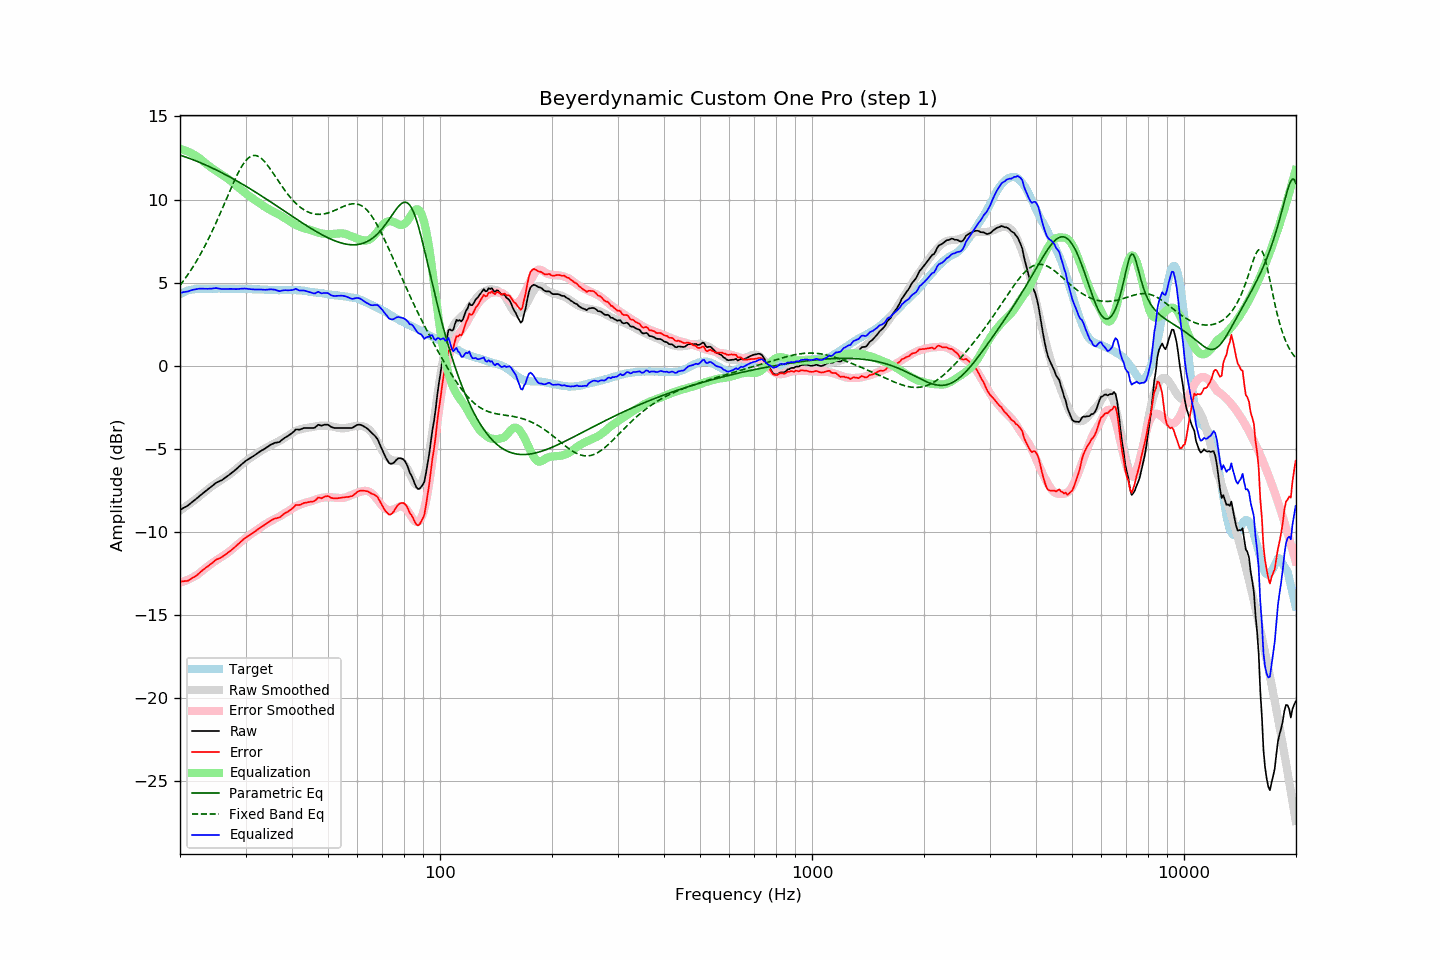 Beyerdynamic Custom One Pro (step 1)
15
10
5
0
−5
−10
−15
−20
−25
Amplitude (dBr)
Target
Raw Smoothed
Error Smoothed
Raw
Error
Equalization
Parametric Eq
Fixed Band Eq
Equalized
100
1000
10000
Frequency (Hz)